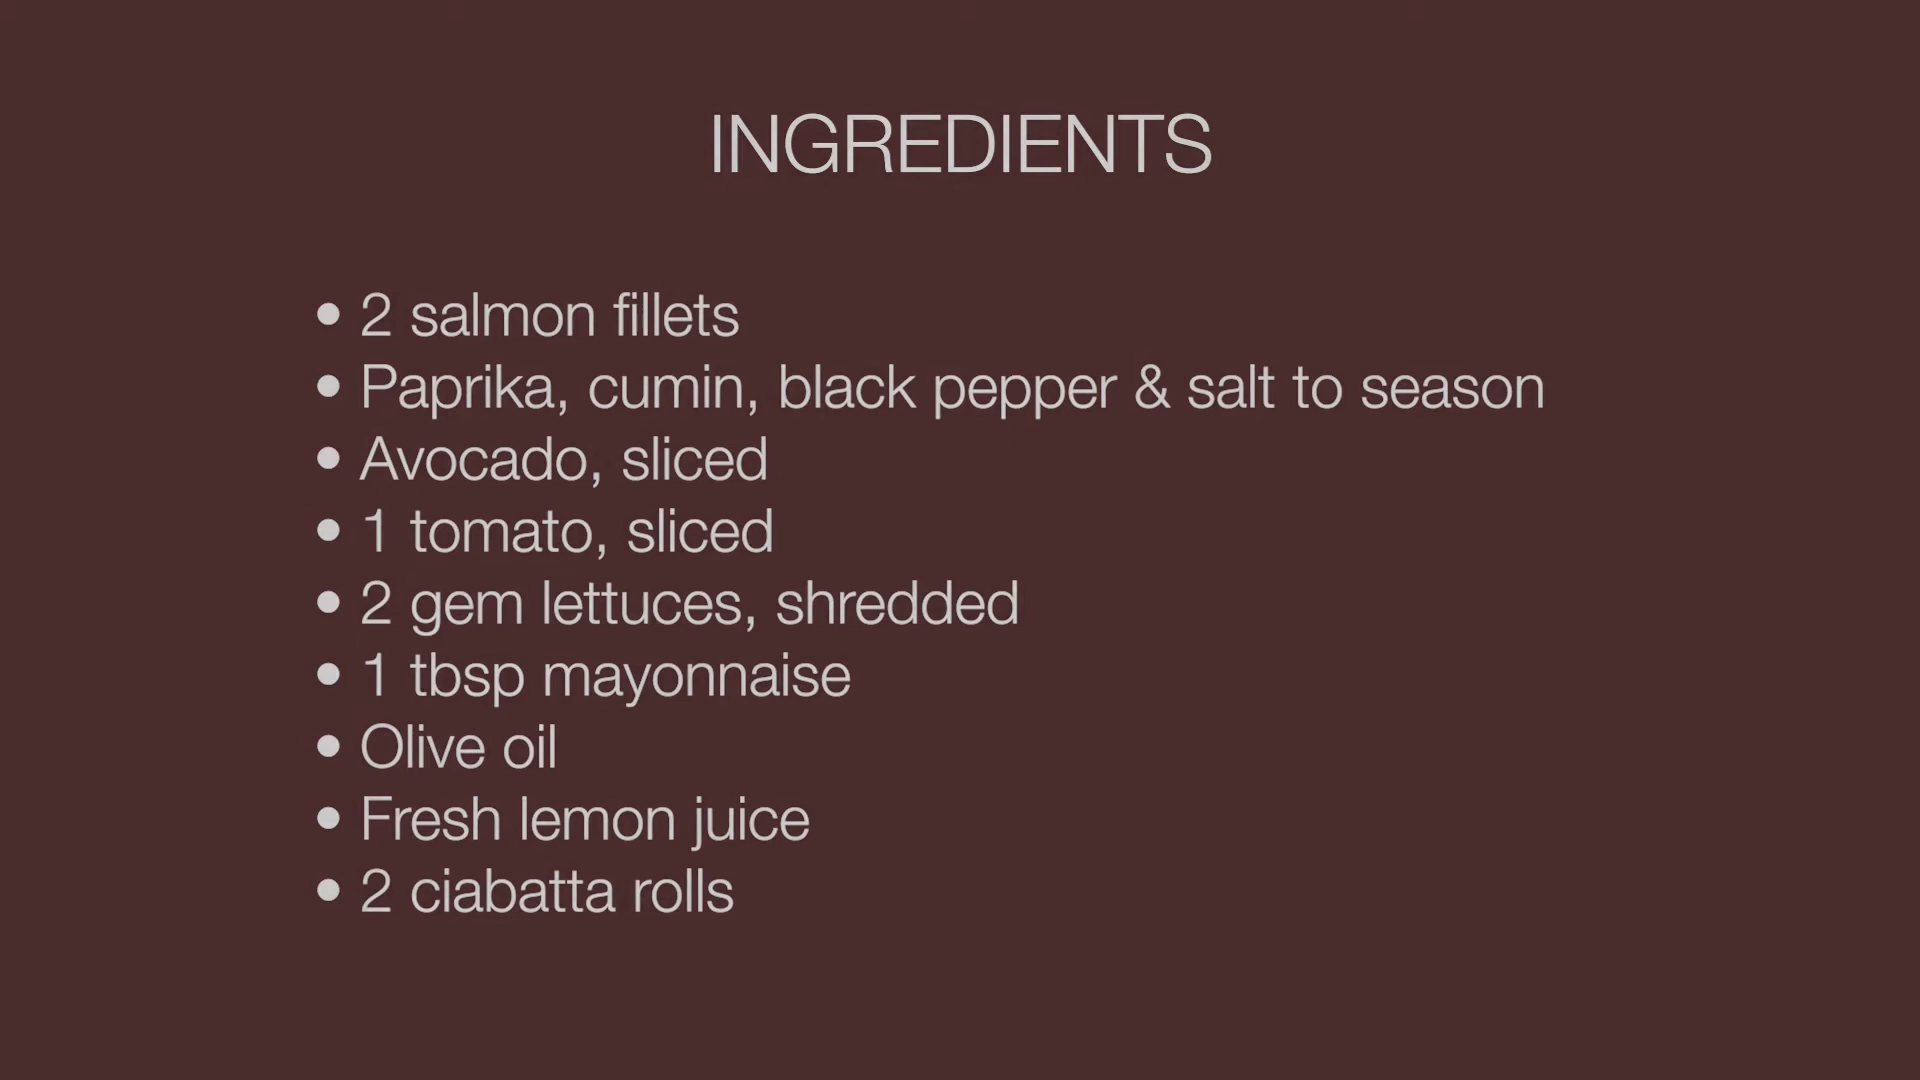 INGREDIENTS
• 2 salmon fillets
• Paprika, cumin, black pepper & salt to season
• Avocado, sliced
• 1 tomato, sliced
• 2 gem lettuces, shredded
• 1 tbsp mayonnaise
• Olive oil
• Fresh lemon juice
• 2 ciabatta rolls